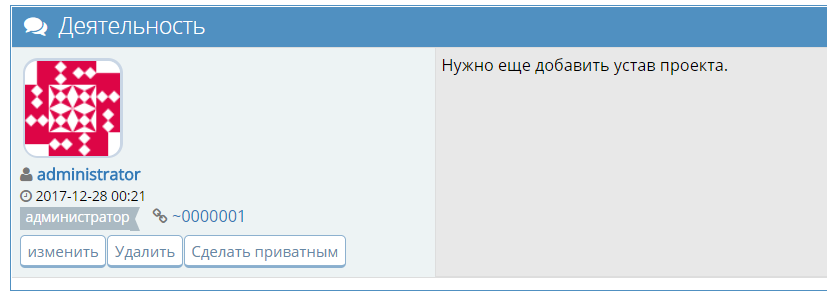 Деятельность
Нужно еще добавить устав проекта.
administrator
2017-12-28 00:21
администратор ~0000001
изменить Удалить Сделать приватным